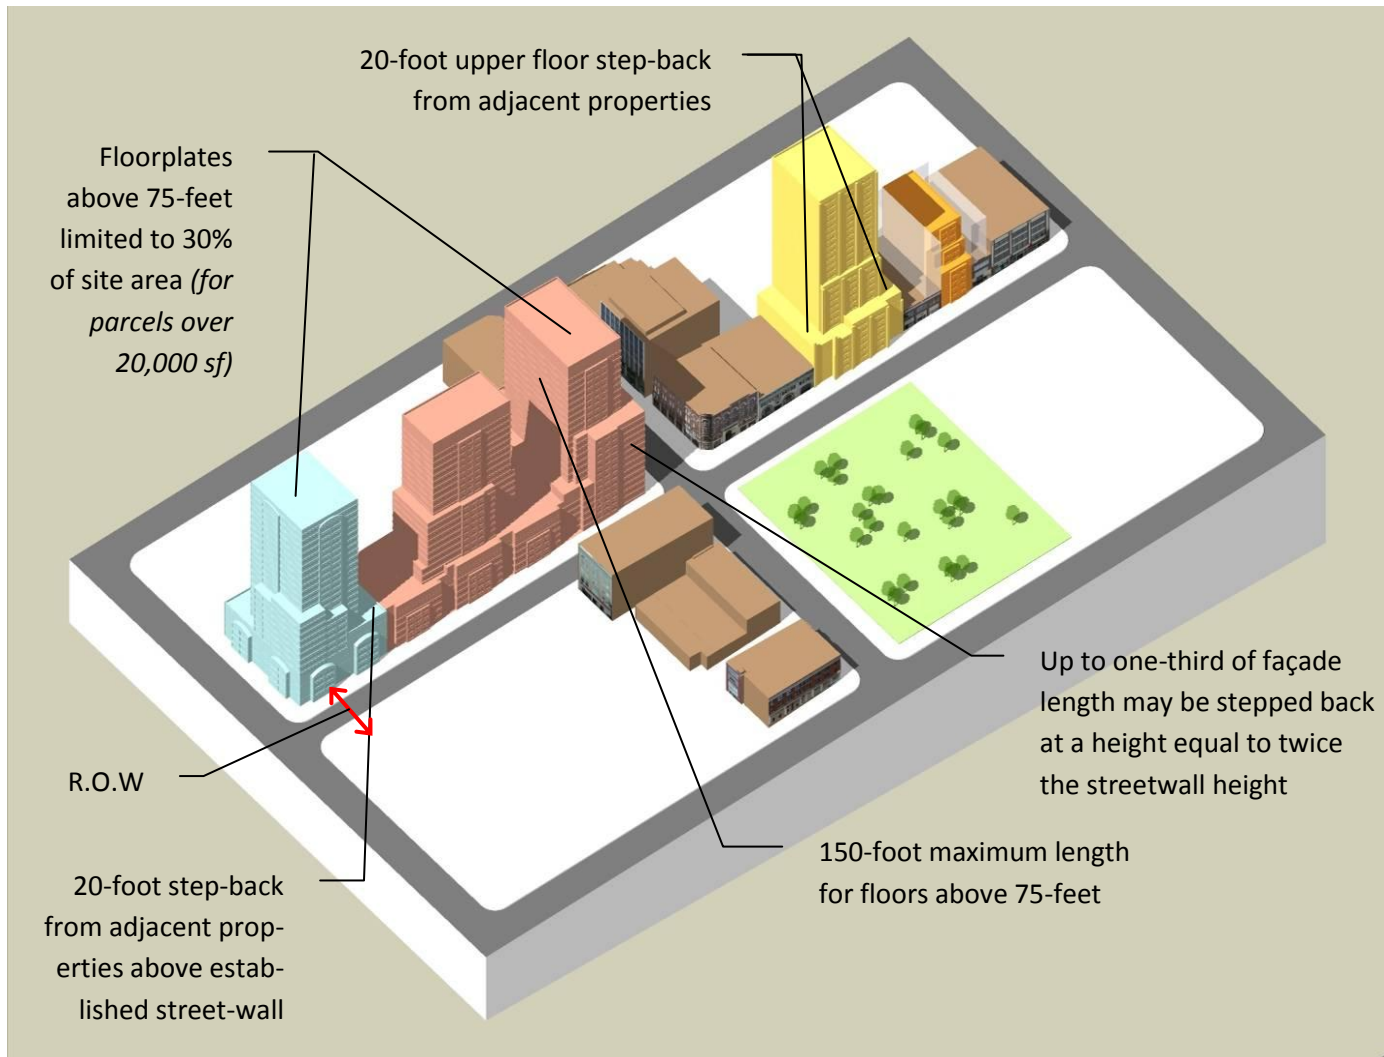 20-foot upper floor step-back
from adjacent properties
Floorplates
above 75-feet
limited to 30%
of site area (for
parcels over
20,000 sf)
Up to one-third of façade
length may be stepped back
at a height equal to twice
the streetwall height
R.O.W
150-foot maximum length
for floors above 75-feet
20-foot step-back
from adjacent prop-
erties above estab-
lished street-wall